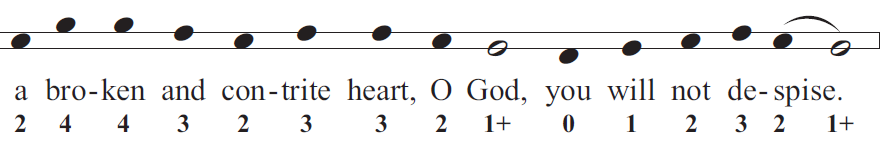 a bro-ken and con-trite heart, O God, you will not de-spise.
2 4 4 3 2 3 3 2 1+ 0 1 2 3 2 1+